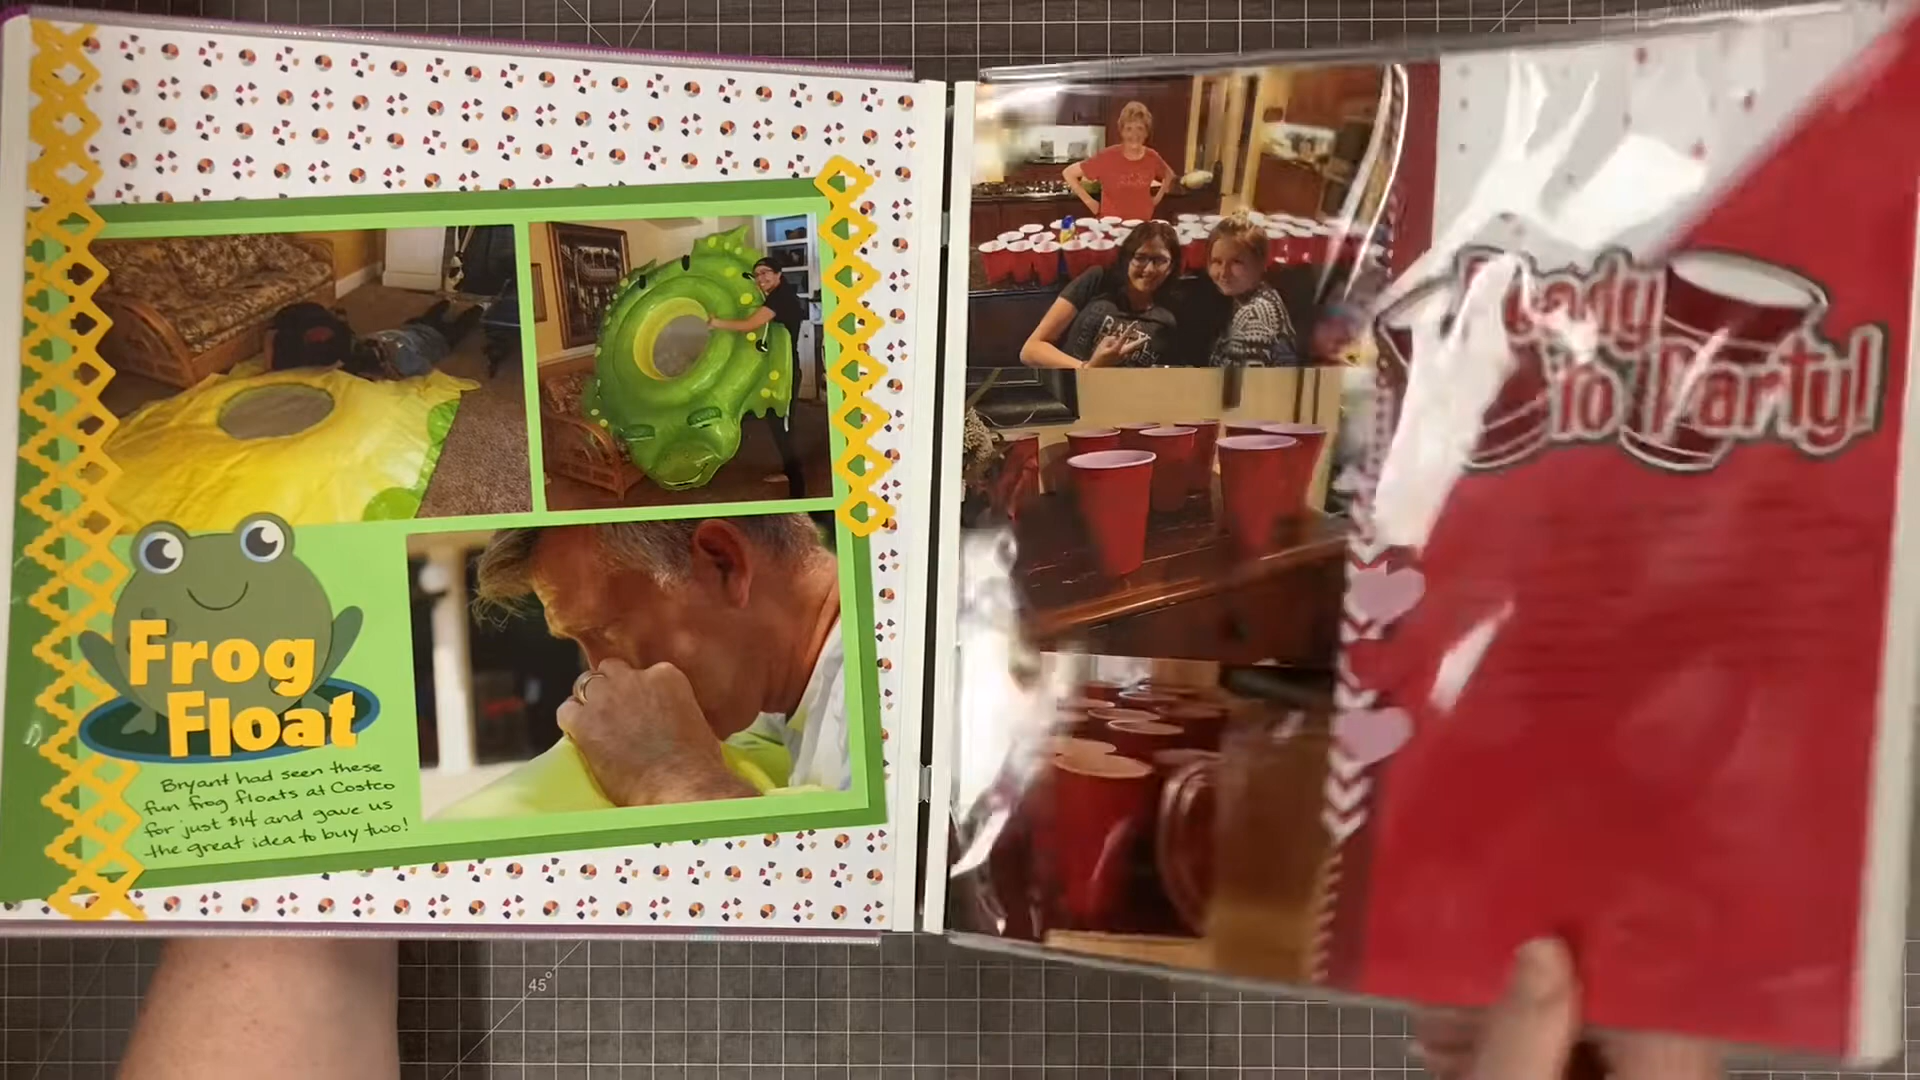 Frog
Float
Bryant had seen these
fun frog floats at Costco
for just $14 and gave us
the great idea to buy two!
Ready
to Party!
45°